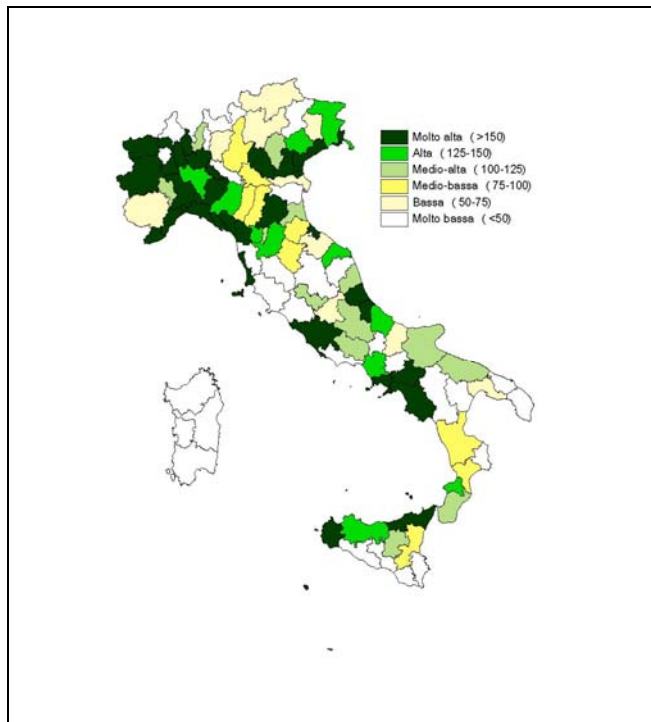 Molto alta (>150)
Alta (125-150)
Medio-alta (100-125)
Medio-bassa (75-100)
Bassa (50-75)
Molto bassa (<50)